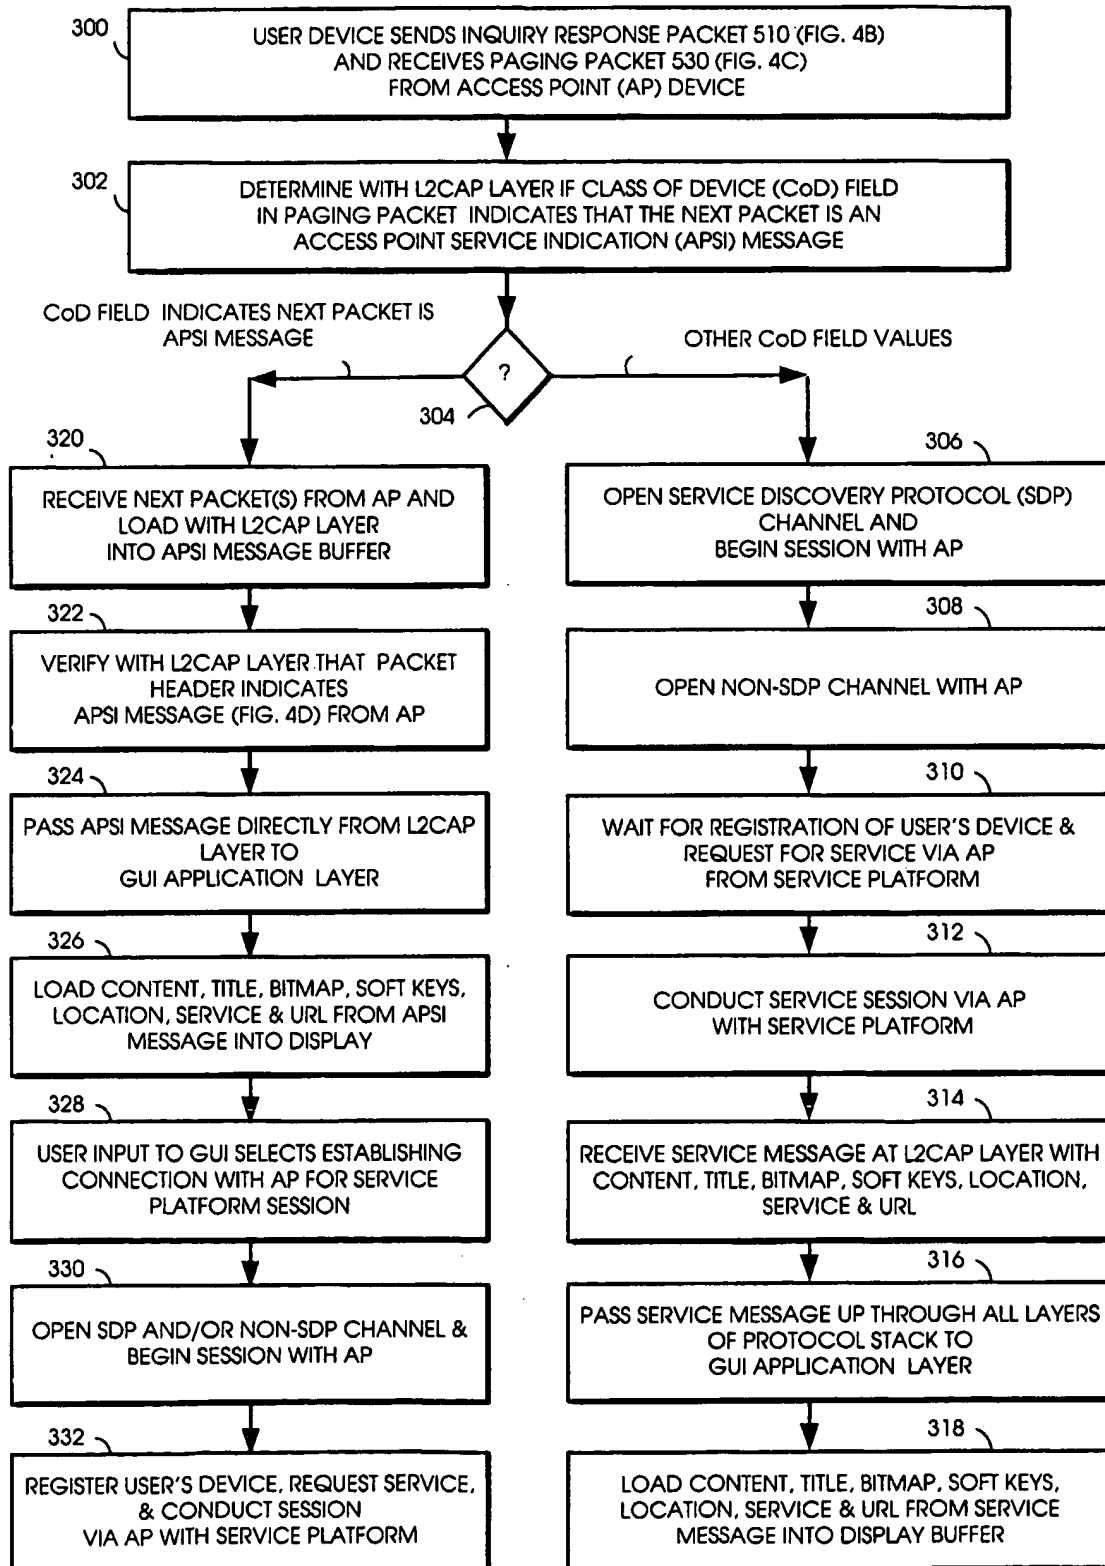 300
USER DEVICE SENDS INQUIRY RESPONSE PACKET 510 (FIG. 4B)
AND RECEIVES PAGING PACKET 530 (FIG. 4C)
FROM ACCESS POINT (AP) DEVICE
302
DETERMINE WITH L2CAP LAYER IF CLASS OF DEVICE (CoD) FIELD
IN PAGING PACKET INDICATES THAT THE NEXT PACKET IS AN
ACCESS POINT SERVICE INDICATION (APSI) MESSAGE
CoD FIELD INDICATES NEXT PACKET IS
APSI MESSAGE
OTHER CoD FIELD VALUES
?
304
320
RECEIVE NEXT PACKET(S) FROM AP AND
LOAD WITH L2CAP LAYER
INTO APSI MESSAGE BUFFER
322
VERIFY WITH L2CAP LAYER THAT PACKET
HEADER INDICATES
APSI MESSAGE (FIG. 4D) FROM AP
324
PASS APSI MESSAGE DIRECTLY FROM L2CAP
LAYER TO
GUI APPLICATION LAYER
326
LOAD CONTENT, TITLE, BITMAP, SOFT KEYS,
LOCATION, SERVICE & URL FROM APSI
MESSAGE INTO DISPLAY
328
USER INPUT TO GUI SELECTS ESTABLISHING
CONNECTION WITH AP FOR SERVICE
PLATFORM SESSION
330
OPEN SDP AND/OR NON-SDP CHANNEL &
BEGIN SESSION WITH AP
332
REGISTER USER'S DEVICE, REQUEST SERVICE,
& CONDUCT SESSION
VIA AP WITH SERVICE PLATFORM
306
OPEN SERVICE DISCOVERY PROTOCOL (SDP)
CHANNEL AND
BEGIN SESSION WITH AP
308
OPEN NON-SDP CHANNEL WITH AP
310
WAIT FOR REGISTRATION OF USER'S DEVICE &
REQUEST FOR SERVICE VIA AP
FROM SERVICE PLATFORM
312
CONDUCT SERVICE SESSION VIA AP
WITH SERVICE PLATFORM
314
RECEIVE SERVICE MESSAGE AT L2CAP LAYER WITH
CONTENT, TITLE, BITMAP, SOFT KEYS, LOCATION,
SERVICE & URL
316
PASS SERVICE MESSAGE UP THROUGH ALL LAYERS
OF PROTOCOL STACK TO
GUI APPLICATION LAYER
318
LOAD CONTENT, TITLE, BITMAP, SOFT KEYS,
LOCATION, SERVICE & URL FROM SERVICE
MESSAGE INTO DISPLAY BUFFER